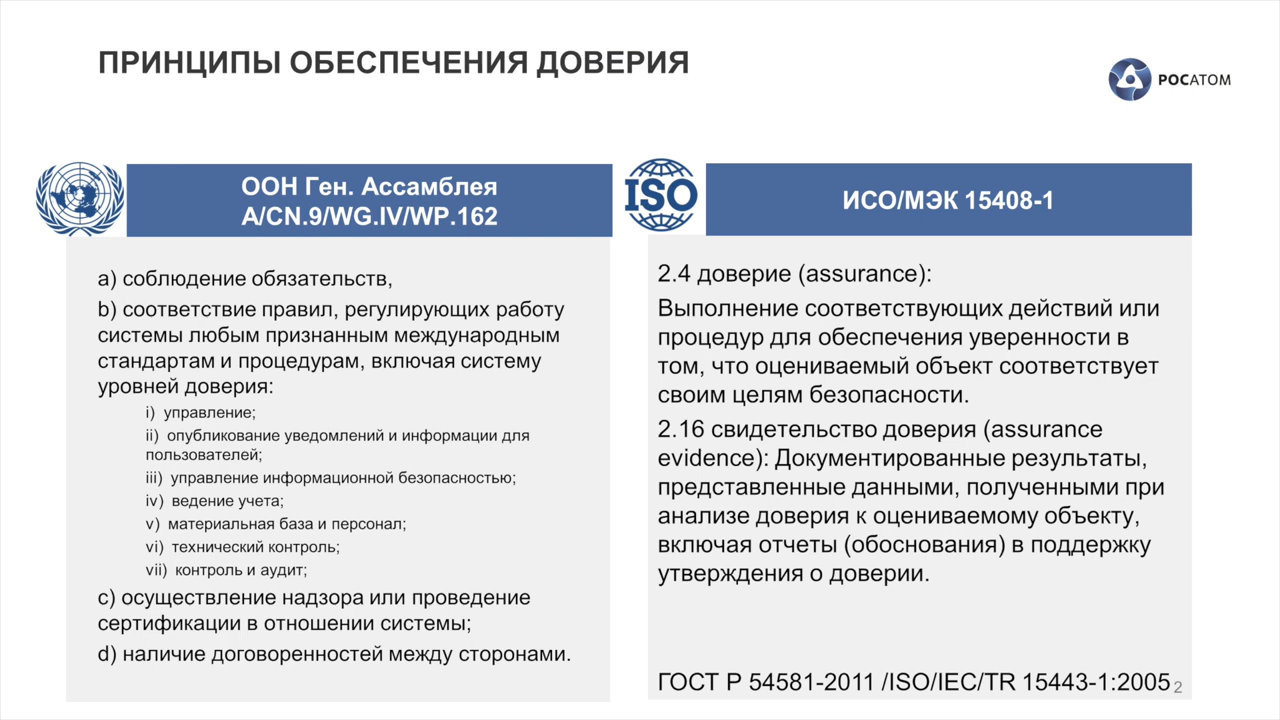 ПРИНЦИПЫ ОБЕСПЕЧЕНИЯ ДОВЕРИЯ
РОСАТОМ
ООН Ген. Ассамблея
A/CN.9/WG.IV/WP.162
a) соблюдение обязательств,
b) соответствие правил, регулирующих работу
системы любым признанным международным
стандартам и процедурам, включая систему
уровней доверия:
i) управление;
ii) опубликование уведомлений и информации для
пользователей;
iii) управление информационной безопасностью;
iv) ведение учета;
v) материальная база и персонал;
vi) технический контроль;
vii) контроль и аудит;
c) осуществление надзора или проведение
сертификации в отношении системы;
d) наличие договоренностей между сторонами.
ISO
ИСО/МЭК 15408-1
2.4 доверие (assurance):
Выполнение соответствующих действий или
процедур для обеспечения уверенности в
том, что оцениваемый объект соответствует
своим целям безопасности.
2.16 свидетельство доверия (assurance
evidence): Документированные результаты,
представленные данными, полученными при
анализе доверия к оцениваемому объекту,
включая отчеты (обоснования) в поддержку
утверждения о доверии.
ГОСТ Р 54581-2011 /ISO/IEC/TR 15443-1:2005
2